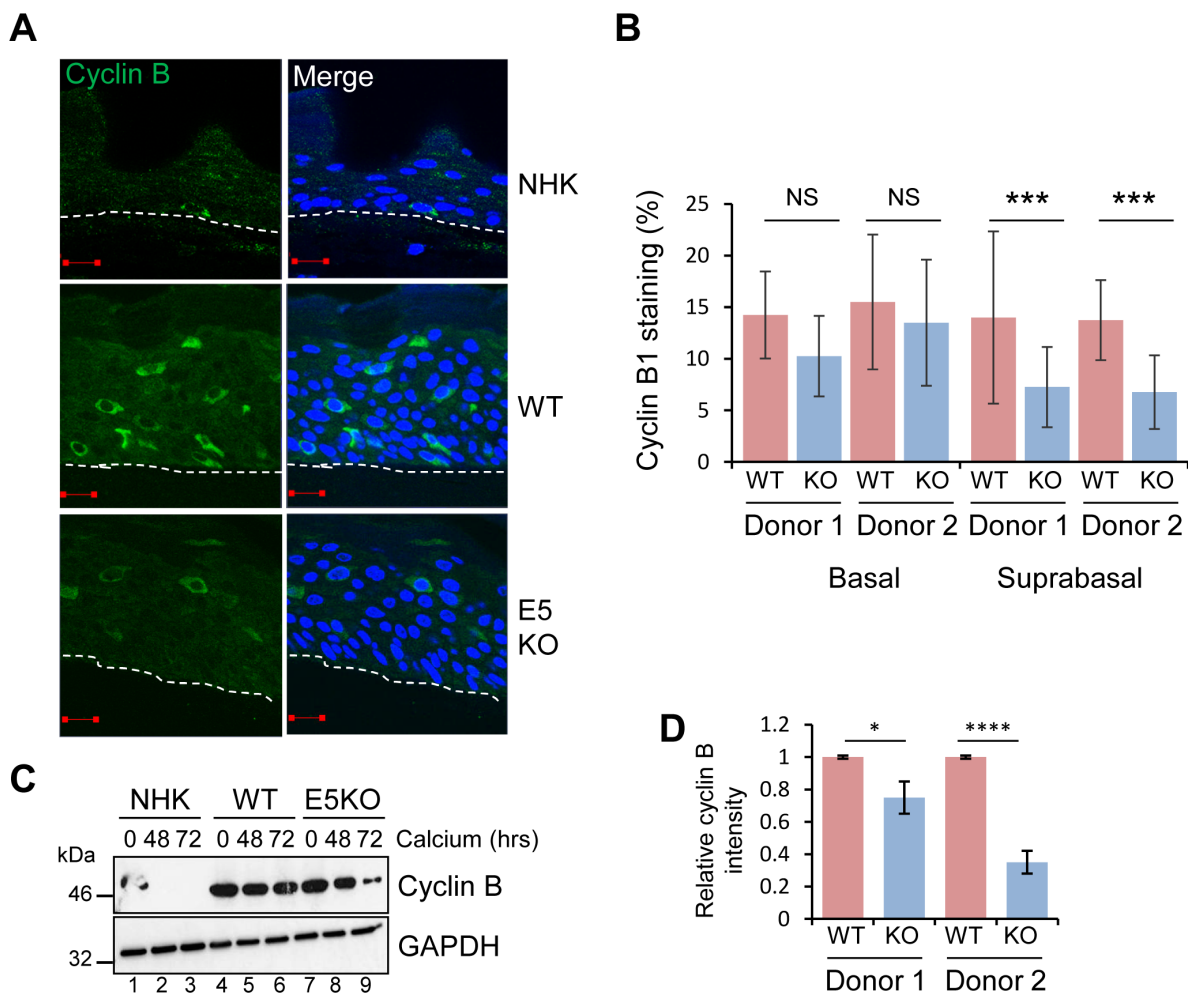 A
Cyclin B
Merge
NHK
WT
E5
KO
B
Cyclin B1 staining (%)
25
20
15
10
5
0
NS
NS
***
***
WT KO WT KO WT KO WT KO
Donor 1 Donor 2 Donor 1 Donor 2
Basal Suprabasal
C
NHK WT E5KO
0 48 72 0 48 72 0 48 72 Calcium (hrs)
kDa
46
Cyclin B
32
GAPDH
1 2 3 4 5 6 7 8 9
D
Relative cyclin B
intensity
1.2
1
0.8
0.6
0.4
0.2
0
*
****
WT KO WT KO
Donor 1 Donor 2